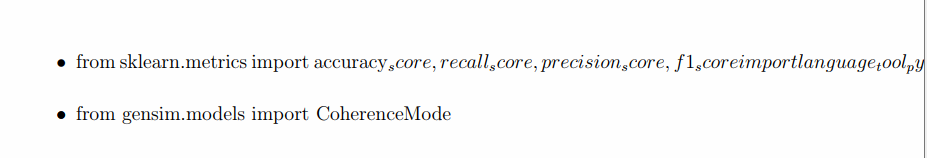 • from sklearn.metrics import accuracy_score, recall_score, precision_score, f1_scoreimportlanguage_tool_py
• from gensim.models import CoherenceMode